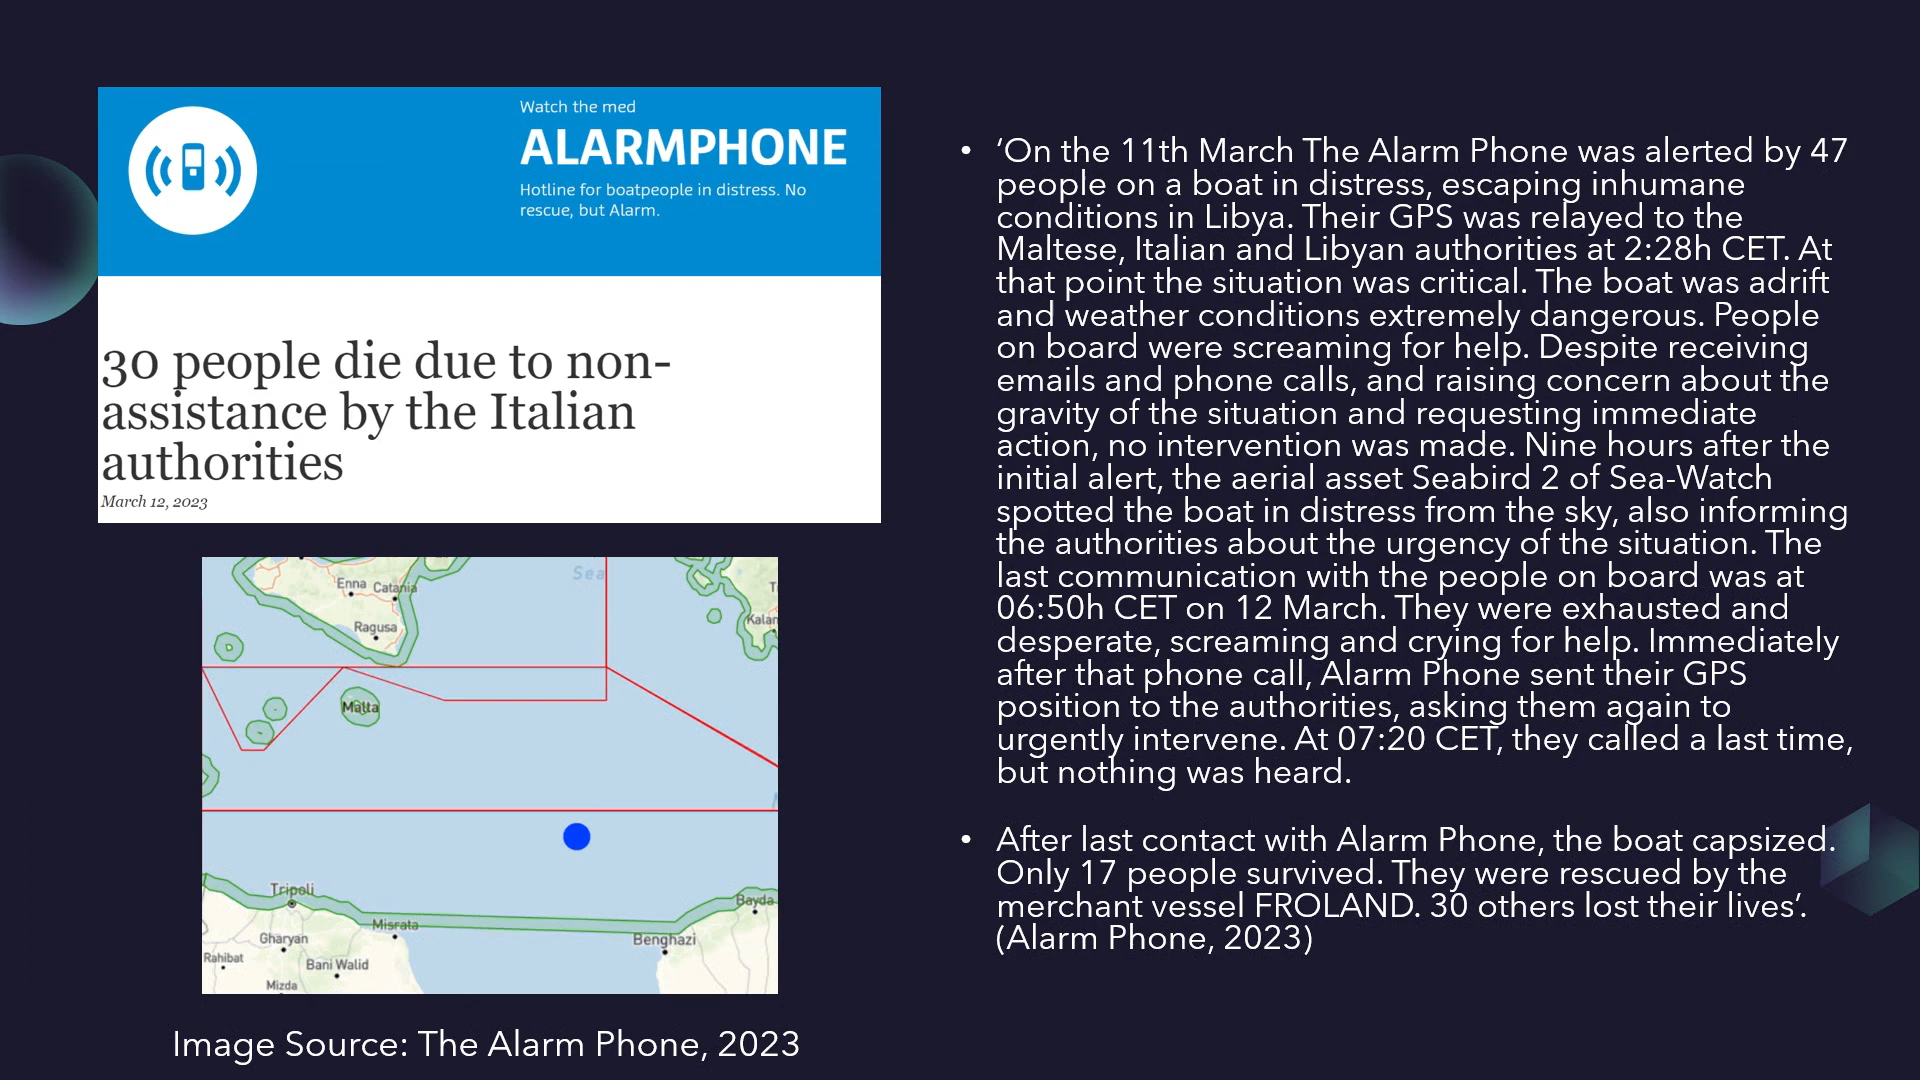 Watch the med
ALARMPHONE
Hotline for boatpeople in distress. No
rescue, but Alarm.
30 people die due to non-
assistance by the Italian
authorities
March 12, 2023
Sea
Enna
Catania
Ragusa
Malta
Tripoli
Misrata
Bayda
Gharyan
Benghazi
Rahibat
Bani Walid
Mizda
Image Source: The Alarm Phone, 2023
• ‘On the 11th March The Alarm Phone was alerted by 47
people on a boat in distress, escaping inhumane
conditions in Libya. Their GPS was relayed to the
Maltese, Italian and Libyan authorities at 2:28h CET. At
that point the situation was critical. The boat was adrift
and weather conditions extremely dangerous. People
on board were screaming for help. Despite receiving
emails and phone calls, and raising concern about the
gravity of the situation and requesting immediate
action, no intervention was made. Nine hours after the
initial alert, the aerial asset Seabird 2 of Sea-Watch
spotted the boat in distress from the sky, also informing
the authorities about the urgency of the situation. The
last communication with the people on board was at
06:50h CET on 12 March. They were exhausted and
desperate, screaming and crying for help. Immediately
after that phone call, Alarm Phone sent their GPS
position to the authorities, asking them again to
urgently intervene. At 07:20 CET, they called a last time,
but nothing was heard.
• After last contact with Alarm Phone, the boat capsized.
Only 17 people survived. They were rescued by the
merchant vessel FROLAND. 30 others lost their lives’.
(Alarm Phone, 2023)